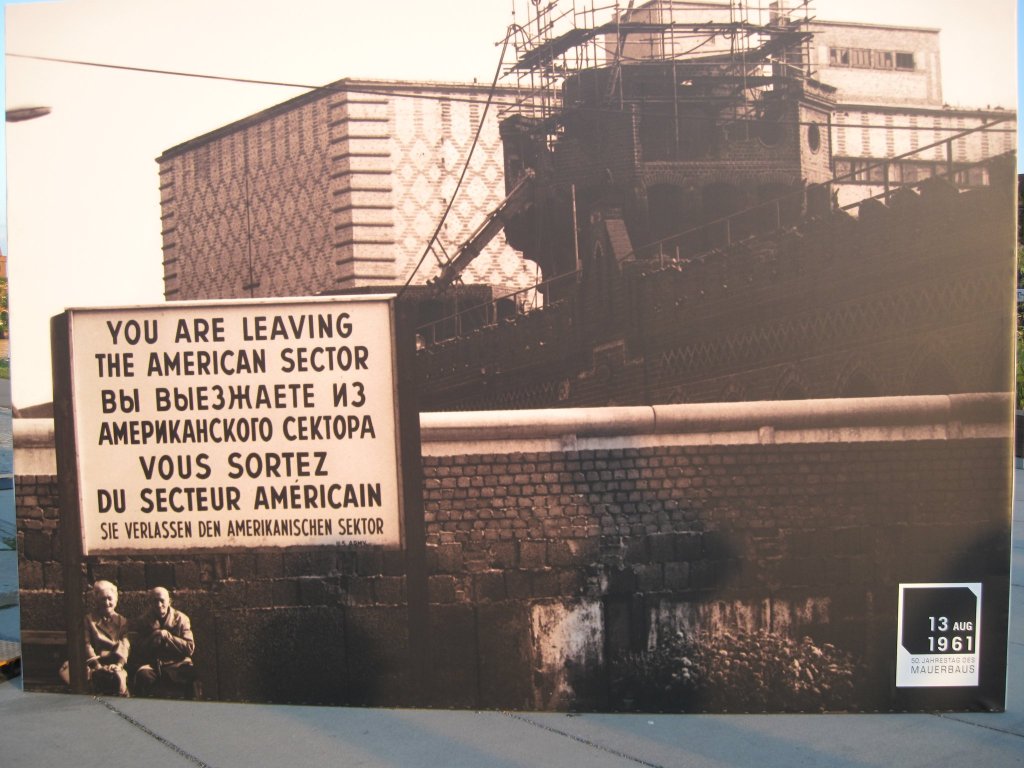 YOU ARE LEAVING
THE AMERICAN SECTOR
ВЫ ВЫЕЗЖАЕТЕ ИЗ
АМЕРИКАНСКОГО СЕКТОРА
VOUS SORTEZ
DU SECTEUR AMÉRICAIN
SIE VERLASSEN DEN AMERIKANISCHEN SEKTOR
U.S. ARMY
13 AUG
1961
50. JAHRESTAG DES
MAUERBAUS